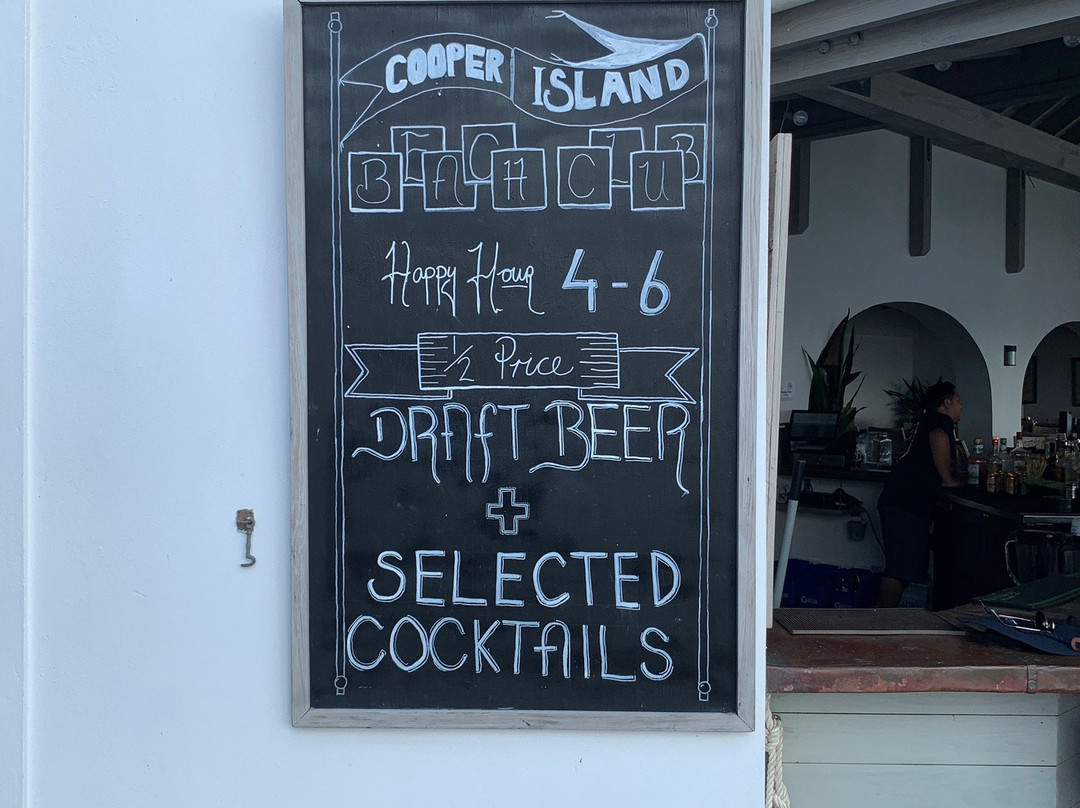 COOPER ISLAND
BEACH CLUB
Happy Hour 4-6
1/2 Price
DRAFT BEER
+
SELECTED
COCKTAILS